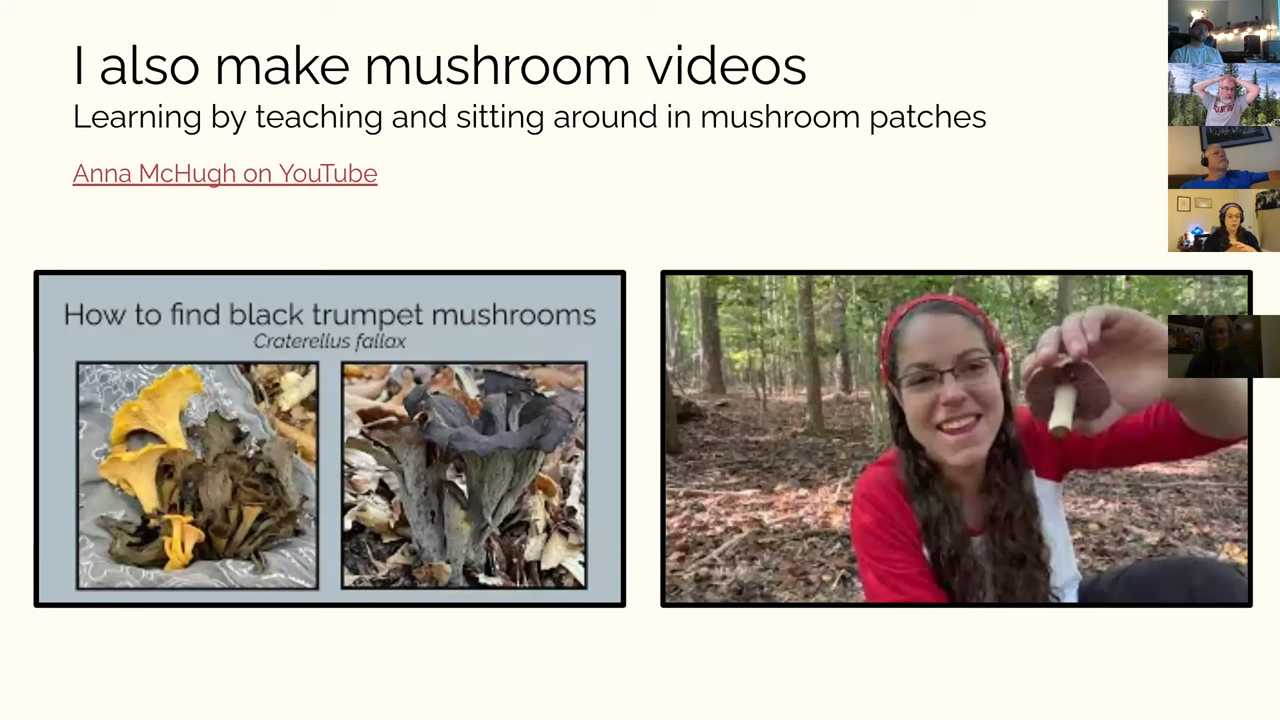 I also make mushroom videos
Learning by teaching and sitting around in mushroom patches
Anna McHugh on YouTube
How to find black trumpet mushrooms
Craterellus fallax